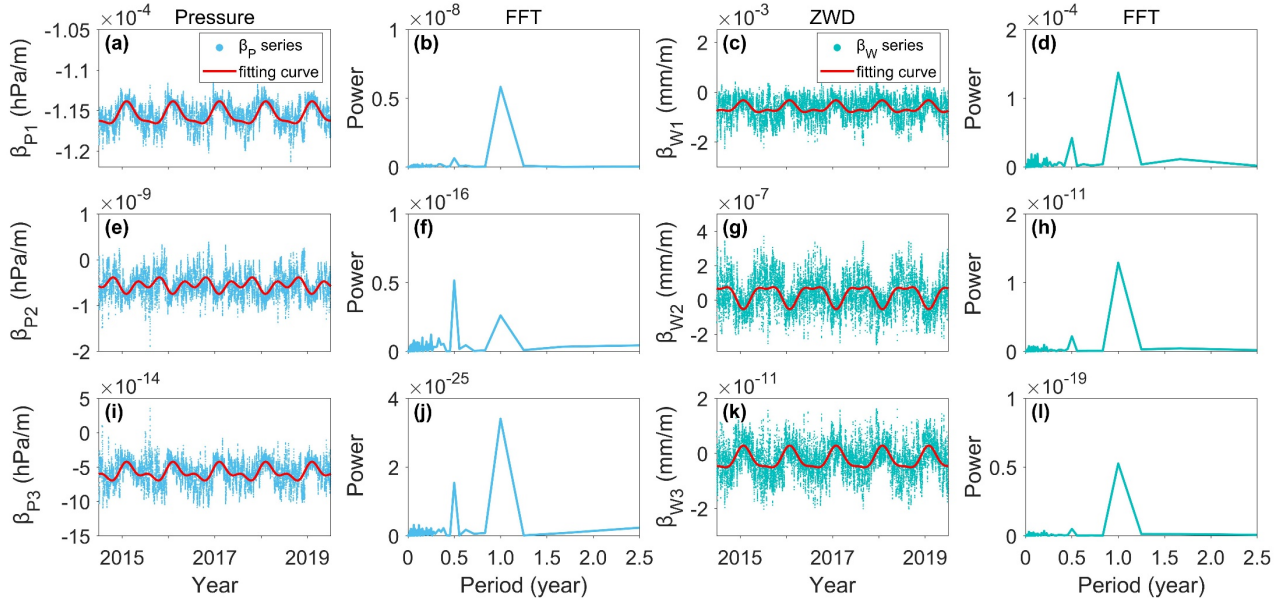 Pressure FFT ZWD FFT
×10⁻⁴ ×10⁻⁸ ×10⁻³ ×10⁻⁴
-1.05 -1.1 -1.15 -1.2
β_P1 (hPa/m)
(a)
β_P series
fitting curve
1 0.5 0
Power
(b)
2 0 -2
β_W1 (mm/m)
(c)
β_W series
fitting curve
2 1 0
Power
(d)
×10⁻⁹ ×10⁻¹⁶ ×10⁻⁷ ×10⁻¹¹
1 0 -1 -2
β_P2 (hPa/m)
(e)
1 0.5 0
Power
(f)
4 2 0 -2
β_W2 (mm/m)
(g)
2 1 0
Power
(h)
×10⁻¹⁴ ×10⁻²⁵ ×10⁻¹¹ ×10⁻¹⁹
5 0 -5 -10 -15
β_P3 (hPa/m)
(i)
4 2 0
Power
(j)
2 0 -2
β_W3 (mm/m)
(k)
1 0.5 0
Power
(l)
2015 2017 2019
Year
0 0.5 1.0 1.5 2.0 2.5
Period (year)
2015 2017 2019
Year
0 0.5 1.0 1.5 2.0 2.5
Period (year)